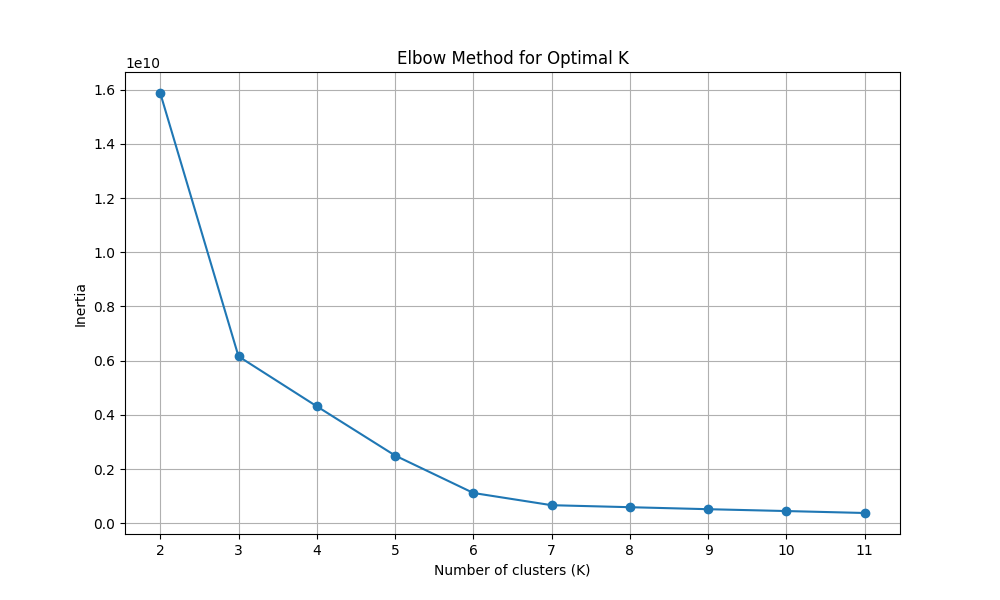 Elbow Method for Optimal K
1e10
1.6
1.4
1.2
1.0
0.8
0.6
0.4
0.2
0.0
Inertia
2 3 4 5 6 7 8 9 10 11
Number of clusters (K)